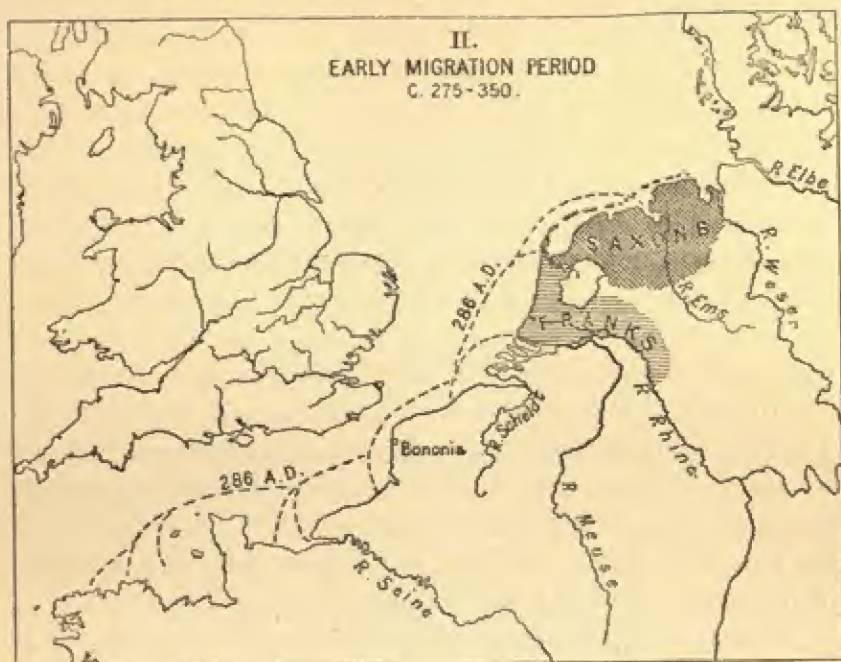 II.
EARLY MIGRATION PERIOD
C. 275-350.
R. Elbe
SAXONS
R. Weser
286 A.D.
R. Ems
FRANKS
R. Rhine
R. Scheldt
Bononia
286 A.D.
R. Meuse
R. Seine